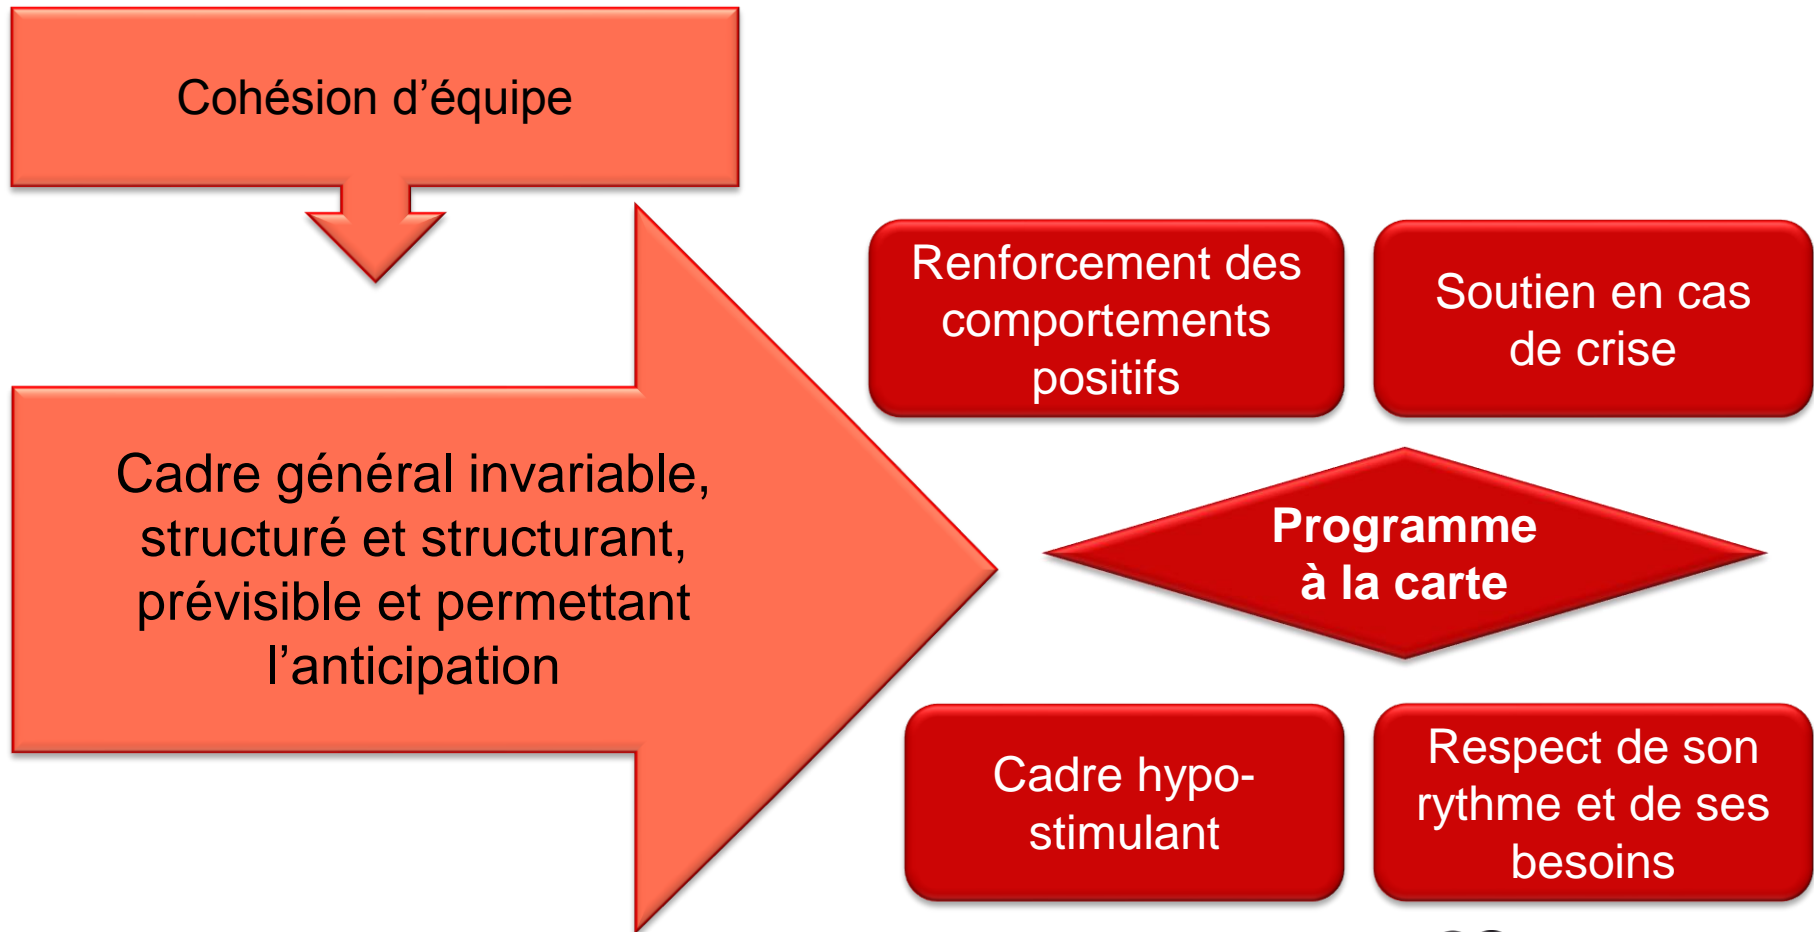 Cohésion d’équipe
Cadre général invariable,
structuré et structurant,
prévisible et permettant
l’anticipation
Renforcement des
comportements
positifs
Soutien en cas
de crise
Programme
à la carte
Cadre hypo-
stimulant
Respect de son
rythme et de ses
besoins